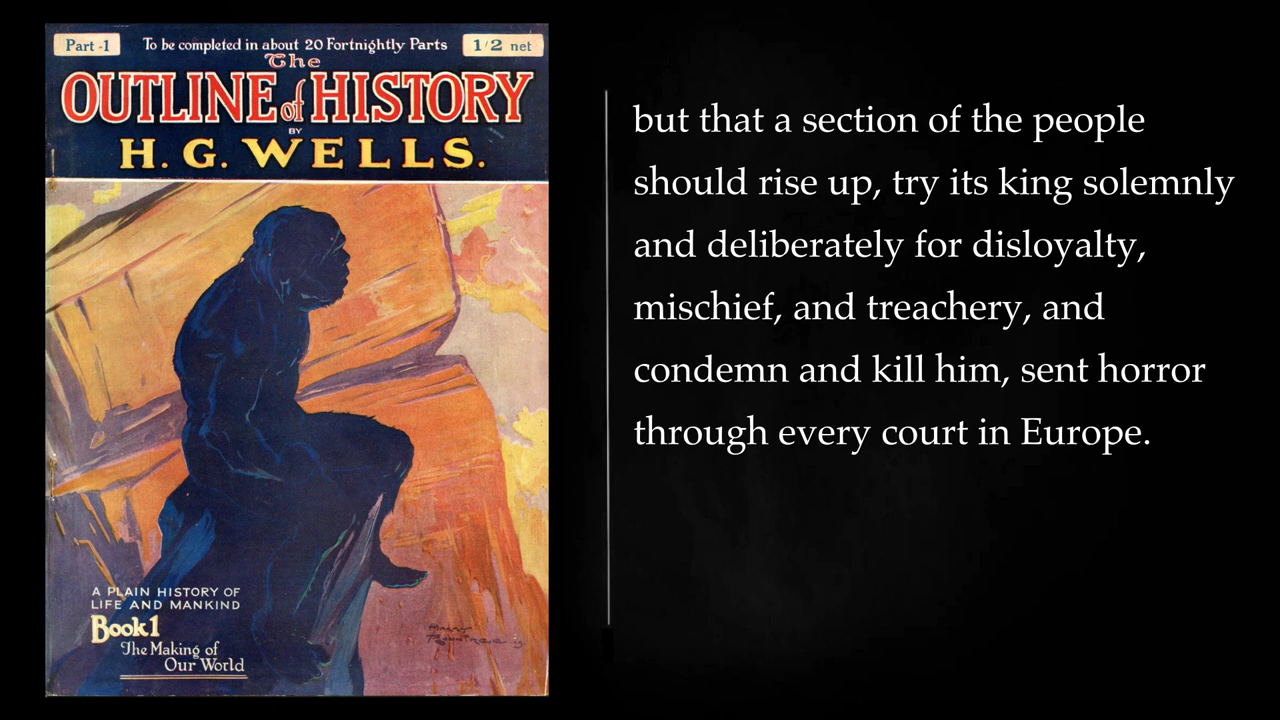 Part -1
To be completed in about 20 Fortnightly Parts
1/2 net
The
OUTLINE of HISTORY
BY
H. G. WELLS.
A PLAIN HISTORY OF
LIFE AND MANKIND
Book 1
The Making of
Our World
but that a section of the people
should rise up, try its king solemnly
and deliberately for disloyalty,
mischief, and treachery, and
condemn and kill him, sent horror
through every court in Europe.